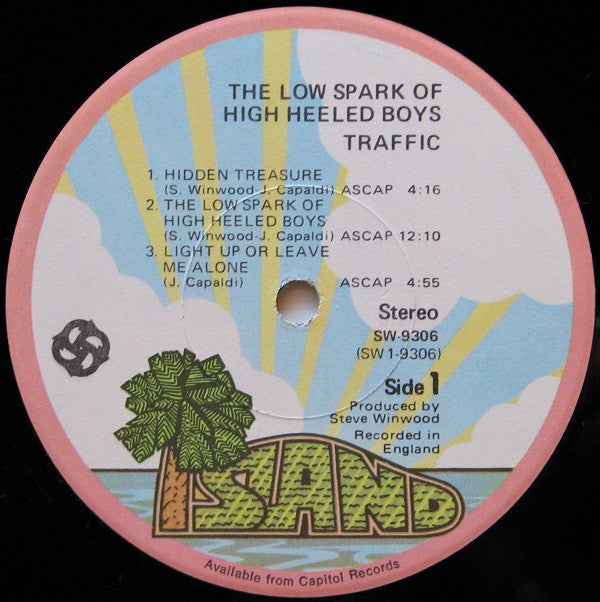 THE LOW SPARK OF
HIGH HEELED BOYS
TRAFFIC
1. HIDDEN TREASURE
(S. Winwood-J. Capaldi) ASCAP 4:16
2. THE LOW SPARK OF
HIGH HEELED BOYS
(S. Winwood-J. Capaldi) ASCAP 12:10
3. LIGHT UP OR LEAVE
ME ALONE
(J. Capaldi) ASCAP 4:55
Stereo
SW-9306
(SW 1-9306)
Side 1
Produced by
Steve Winwood
Recorded in
England
ISLAND
Available from Capitol Records